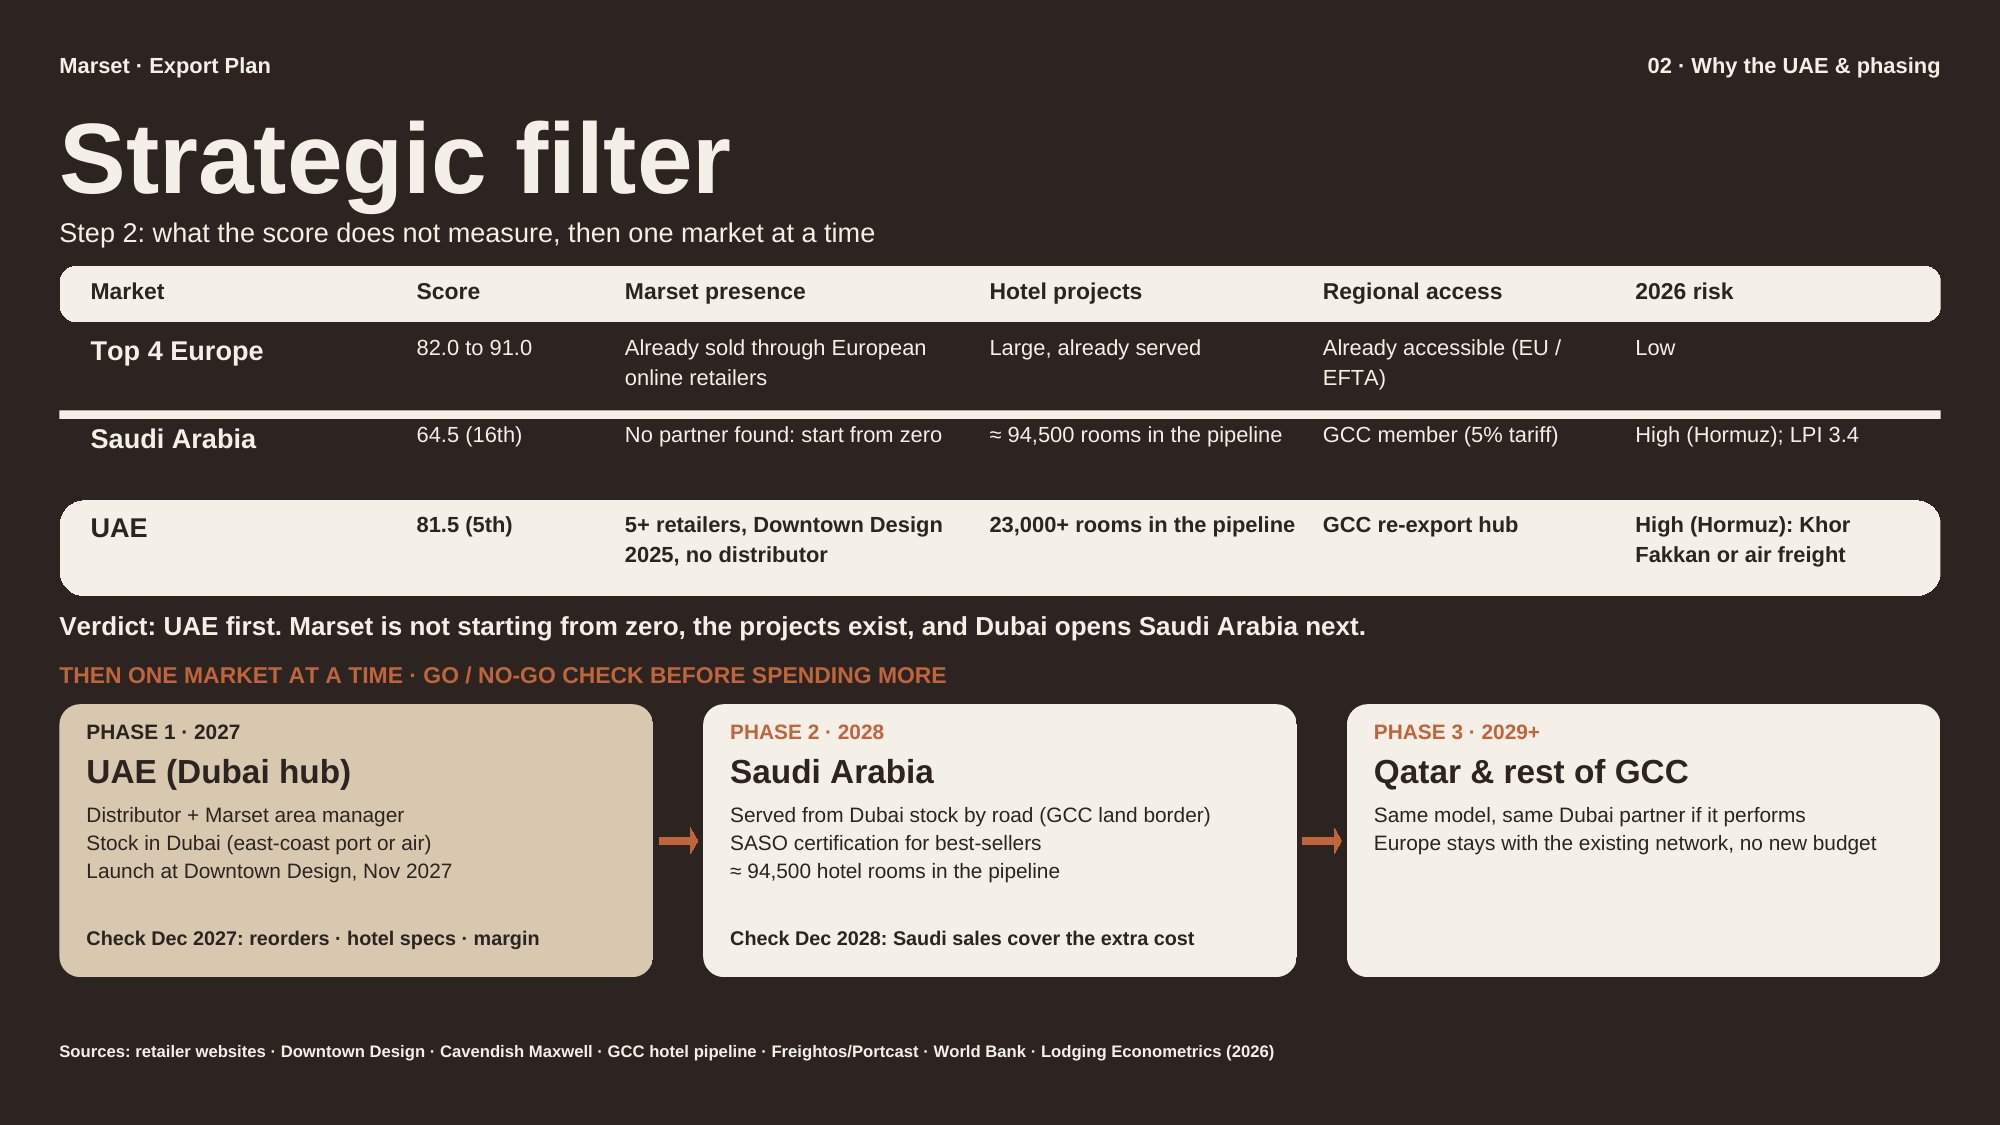 Marset · Export Plan
02 · Why the UAE & phasing
Strategic filter
Step 2: what the score does not measure, then one market at a time
Market Score Marset presence Hotel projects Regional access 2026 risk
Top 4 Europe 82.0 to 91.0 Already sold through European Large, already served Already accessible (EU / Low
online retailers EFTA)
Saudi Arabia 64.5 (16th) No partner found: start from zero ≈ 94,500 rooms in the pipeline GCC member (5% tariff) High (Hormuz); LPI 3.4
UAE 81.5 (5th) 5+ retailers, Downtown Design 23,000+ rooms in the pipeline GCC re-export hub High (Hormuz): Khor
2025, no distributor Fakkan or air freight
Verdict: UAE first. Marset is not starting from zero, the projects exist, and Dubai opens Saudi Arabia next.
THEN ONE MARKET AT A TIME · GO / NO-GO CHECK BEFORE SPENDING MORE
PHASE 1 · 2027
UAE (Dubai hub)
Distributor + Marset area manager
Stock in Dubai (east-coast port or air)
Launch at Downtown Design, Nov 2027
Check Dec 2027: reorders · hotel specs · margin
PHASE 2 · 2028
Saudi Arabia
Served from Dubai stock by road (GCC land border)
SASO certification for best-sellers
≈ 94,500 hotel rooms in the pipeline
Check Dec 2028: Saudi sales cover the extra cost
PHASE 3 · 2029+
Qatar & rest of GCC
Same model, same Dubai partner if it performs
Europe stays with the existing network, no new budget
Sources: retailer websites · Downtown Design · Cavendish Maxwell · GCC hotel pipeline · Freightos/Portcast · World Bank · Lodging Econometrics (2026)